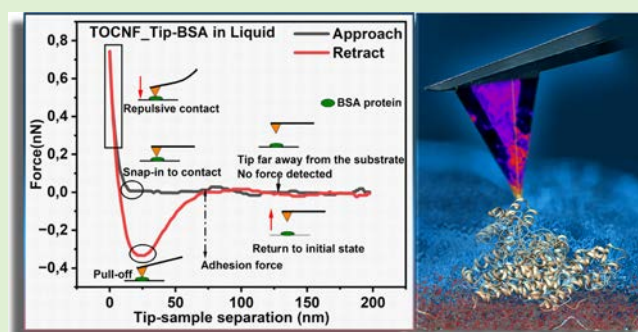 TOCNF_Tip-BSA in Liquid
Approach
Retract
0,8
0,6
0,4
0,2
0,0
−0,2
−0,4
Force(nN)
Repulsive contact
BSA protein
Snap-in to contact
Tip far away from the substrate
No force detected
Return to initial state
Pull-off
Adhesion force
0
50
100
150
200
Tip-sample separation (nm)